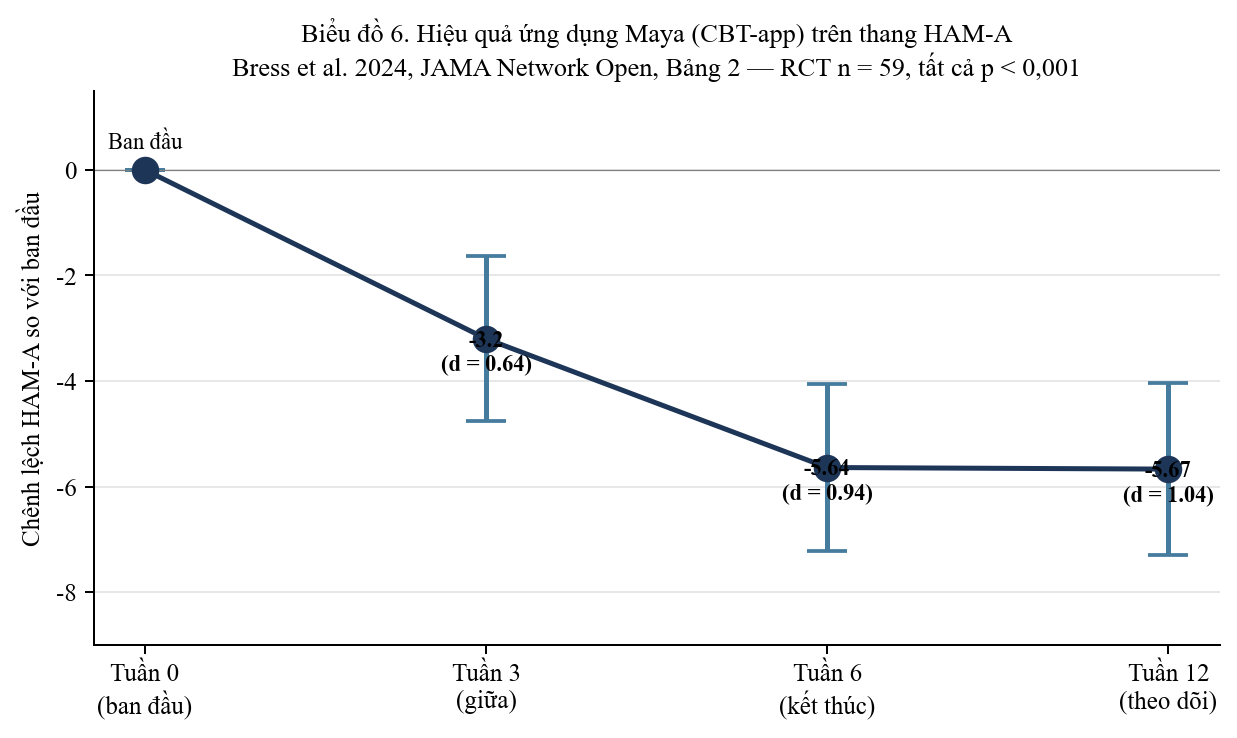 Biểu đồ 6. Hiệu quả ứng dụng Maya (CBT-app) trên thang HAM-A
Bress et al. 2024, JAMA Network Open, Bảng 2 — RCT n = 59, tất cả p < 0,001
Chênh lệch HAM-A so với ban đầu
0
-2
-4
-6
-8
Ban đầu
-3.2
(d = 0.64)
-5.64
(d = 0.94)
-5.67
(d = 1.04)
Tuần 0
(ban đầu)
Tuần 3
(giữa)
Tuần 6
(kết thúc)
Tuần 12
(theo dõi)